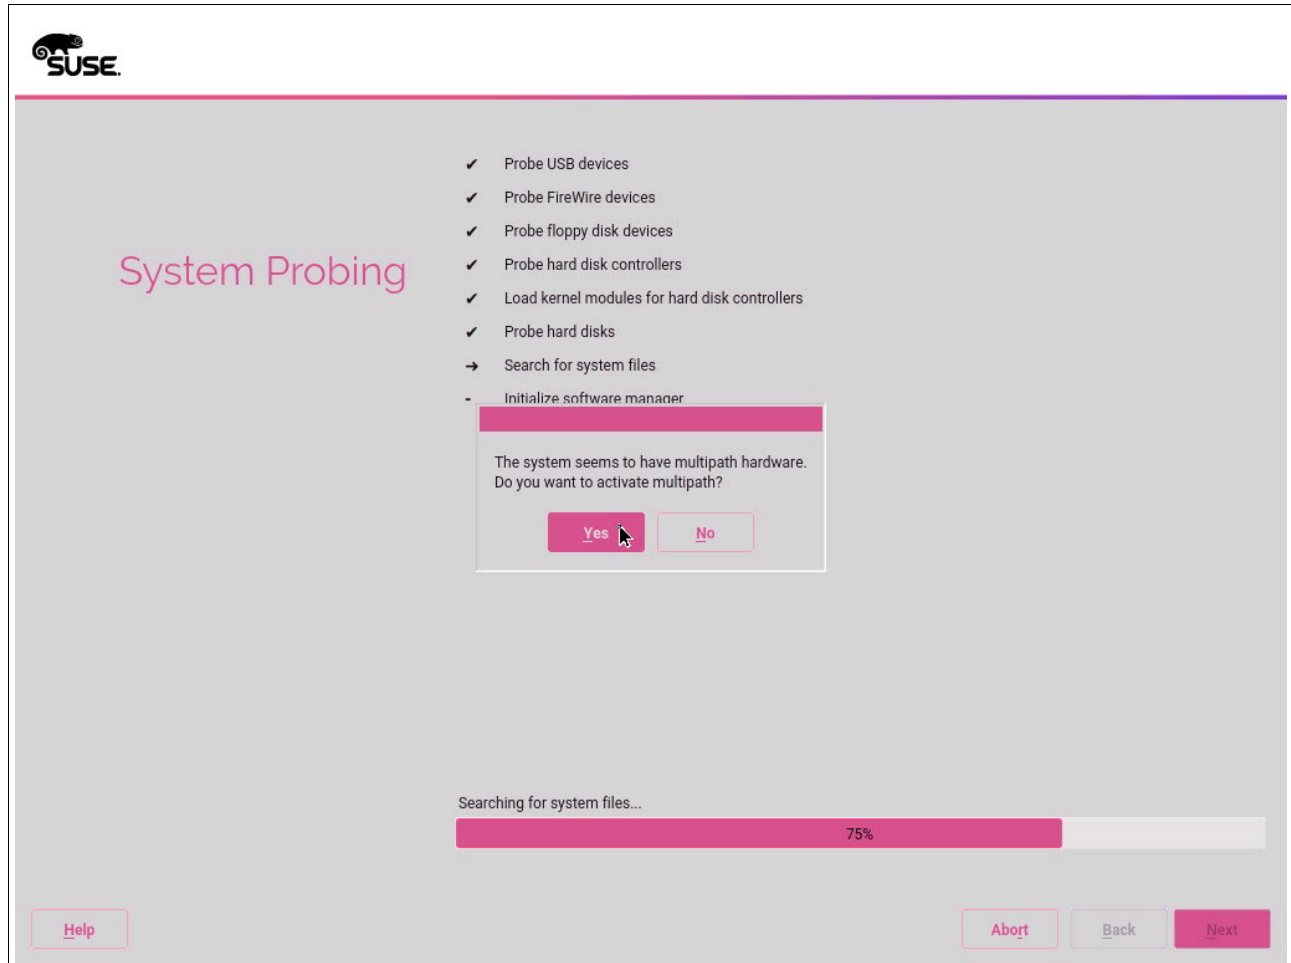 SUSE.
System Probing
✔ Probe USB devices
✔ Probe FireWire devices
✔ Probe floppy disk devices
✔ Probe hard disk controllers
✔ Load kernel modules for hard disk controllers
✔ Probe hard disks
→ Search for system files
- Initialize software manager
The system seems to have multipath hardware.
Do you want to activate multipath?
Yes No
Searching for system files...
75%
Help Abort Back Next